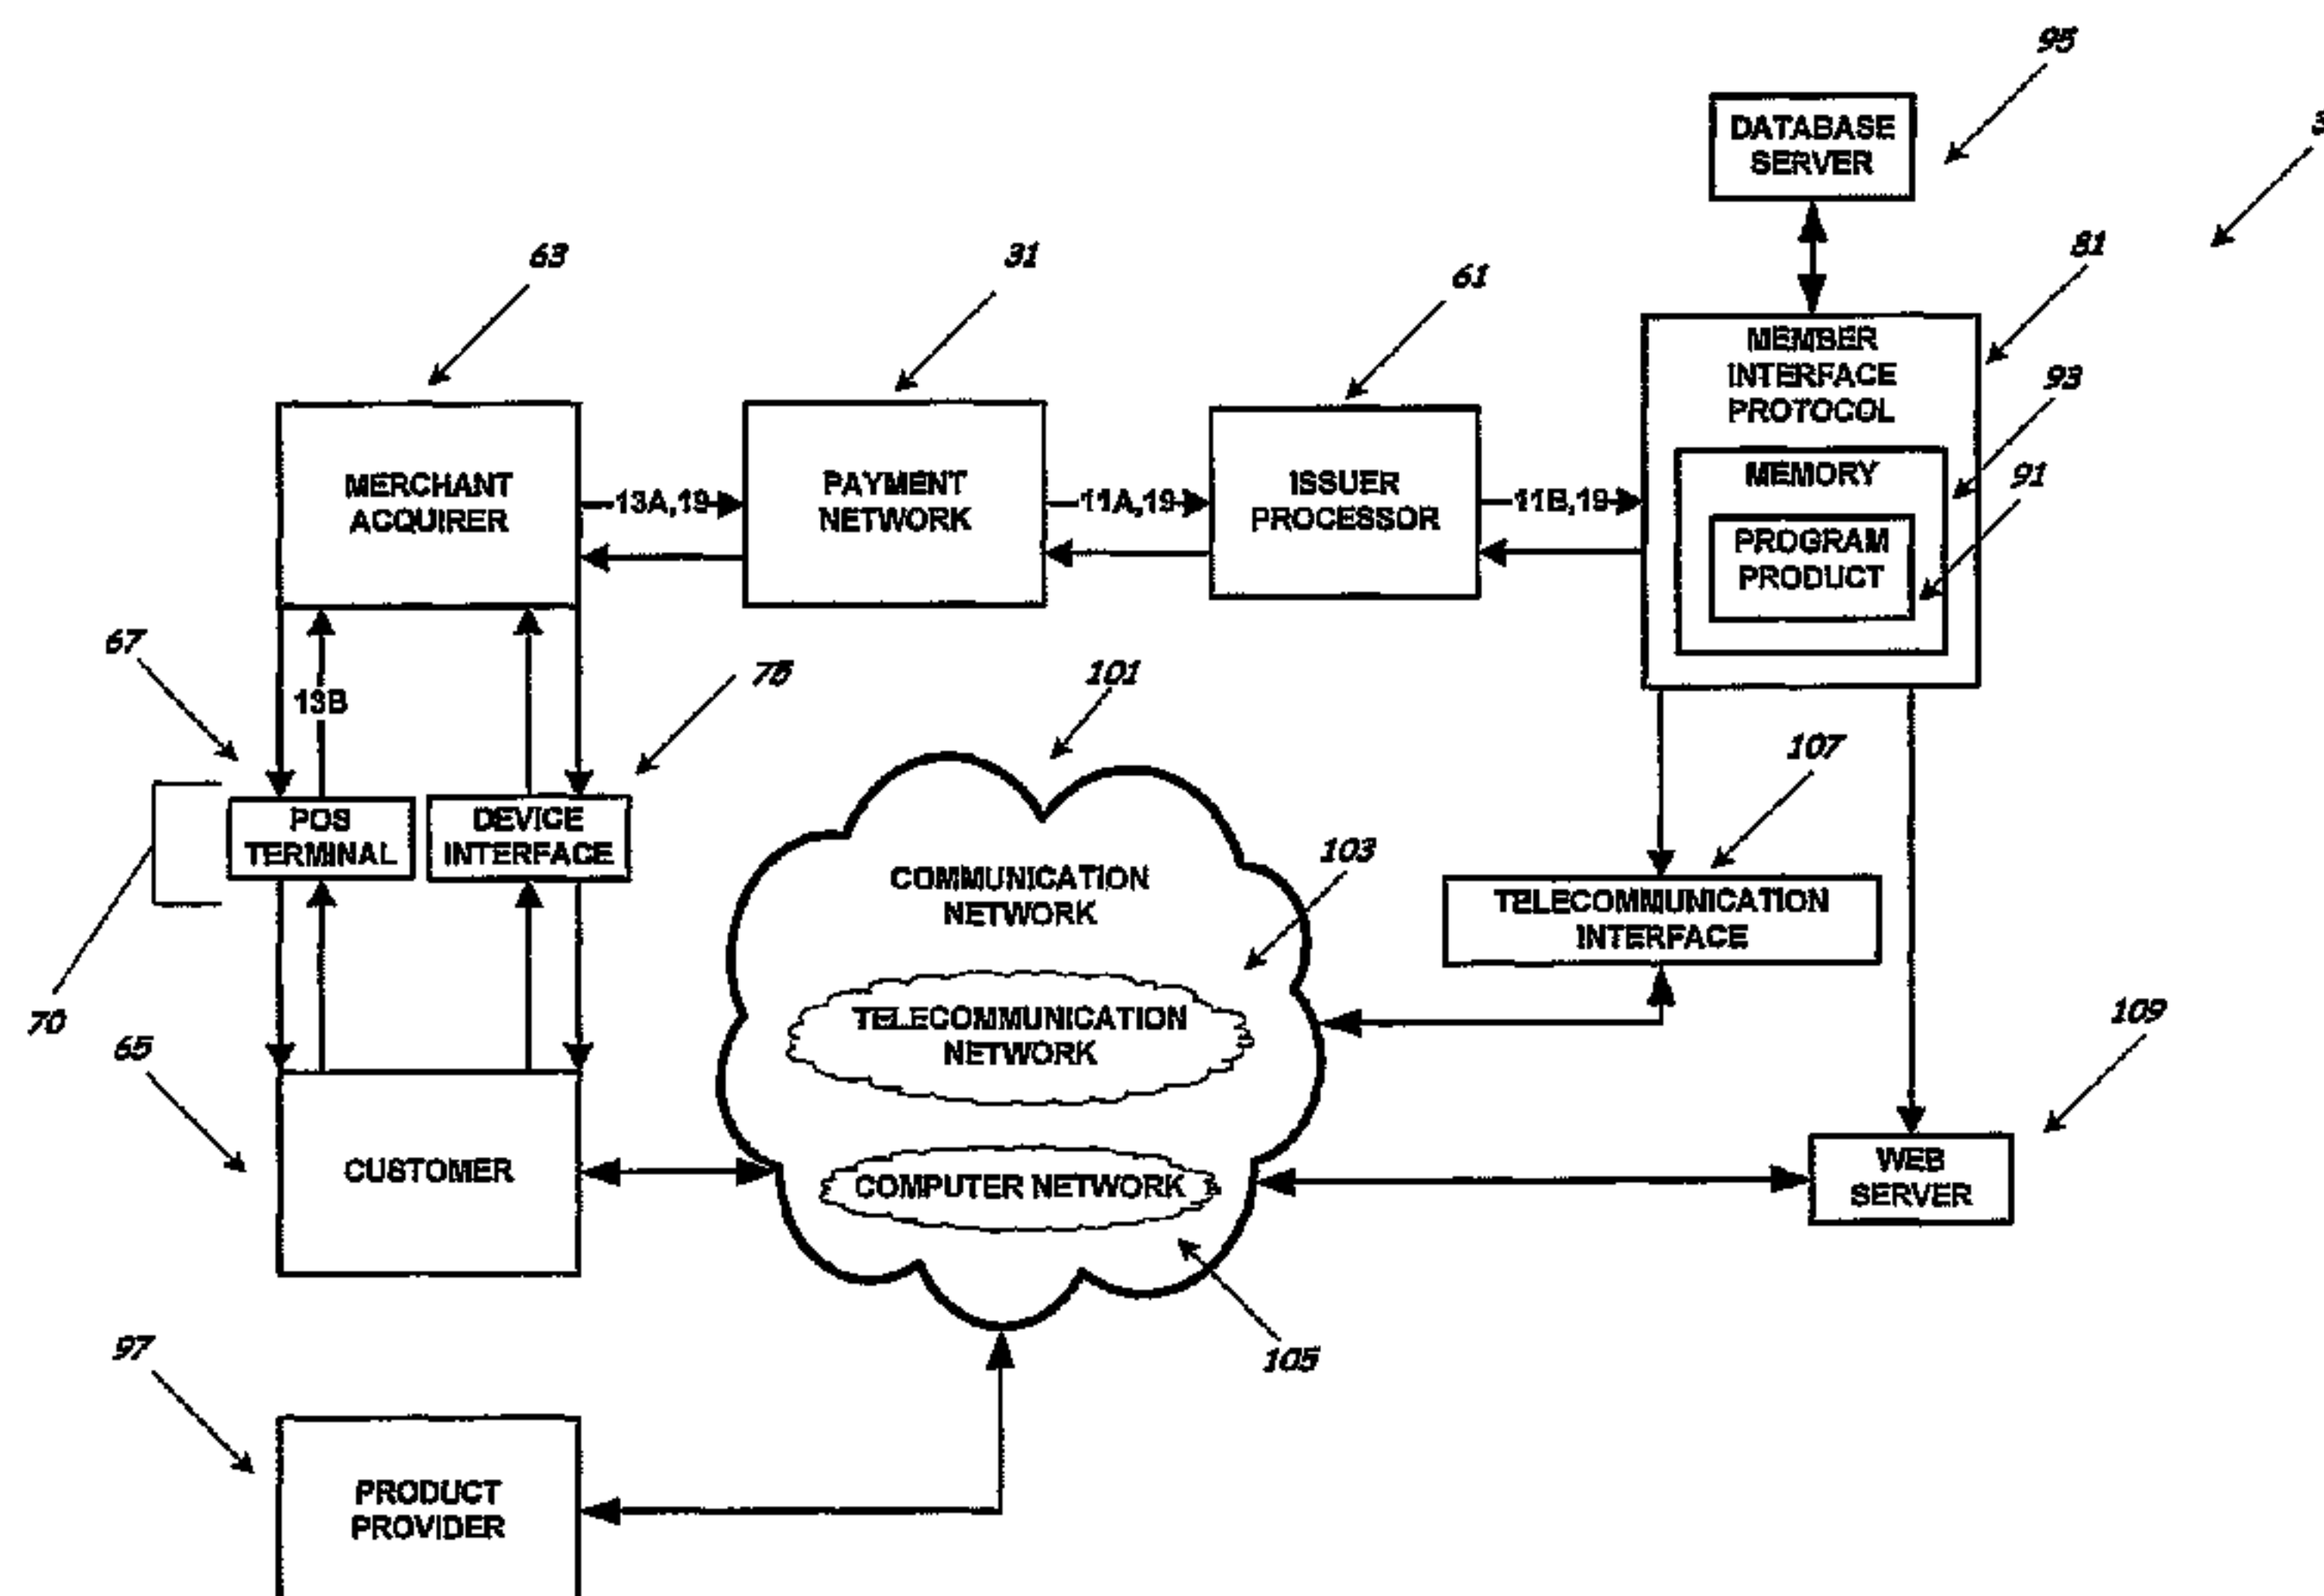 95
DATABASE
SERVER
63
31
61
81
MEMBER
INTERFACE
PROTOCOL
93
MERCHANT
ACQUIRER
13A,19
PAYMENT
NETWORK
11A,19
ISSUER
PROCESSOR
11B,19
MEMORY
91
PROGRAM
PRODUCT
67
13B
76
101
107
POS
TERMINAL
DEVICE
INTERFACE
103
COMMUNICATION
NETWORK
TELECOMMUNICATION
INTERFACE
70
65
TELECOMMUNICATION
NETWORK
109
CUSTOMER
COMPUTER NETWORK
WEB
SERVER
97
105
PRODUCT
PROVIDER